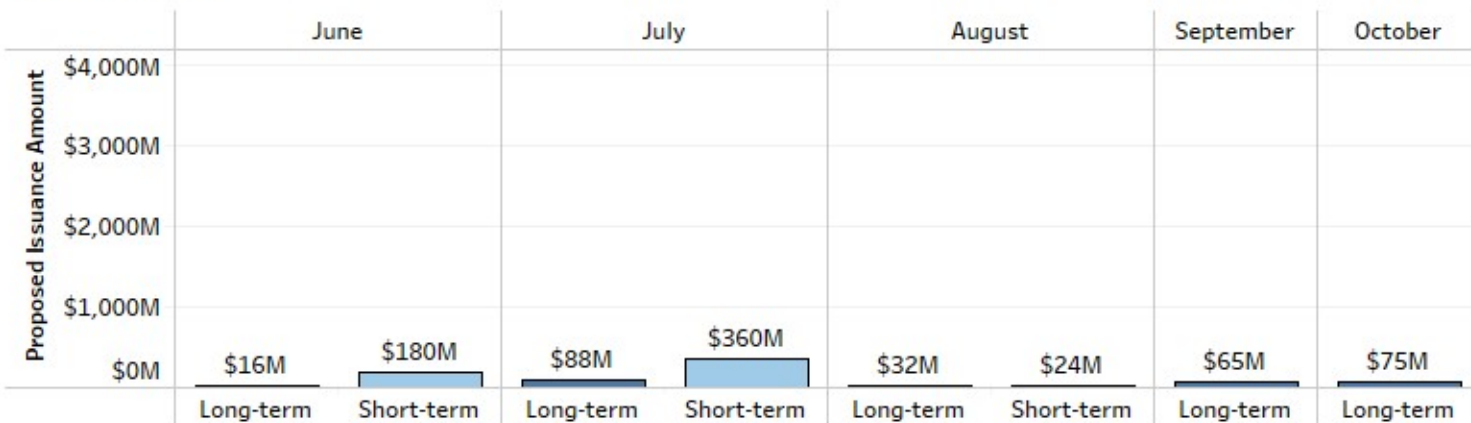 June July August September October
Proposed Issuance Amount
$4,000M
$3,000M
$2,000M
$1,000M
$0M
$16M $180M $88M $360M $32M $24M $65M $75M
Long-term Short-term Long-term Short-term Long-term Short-term Long-term Long-term